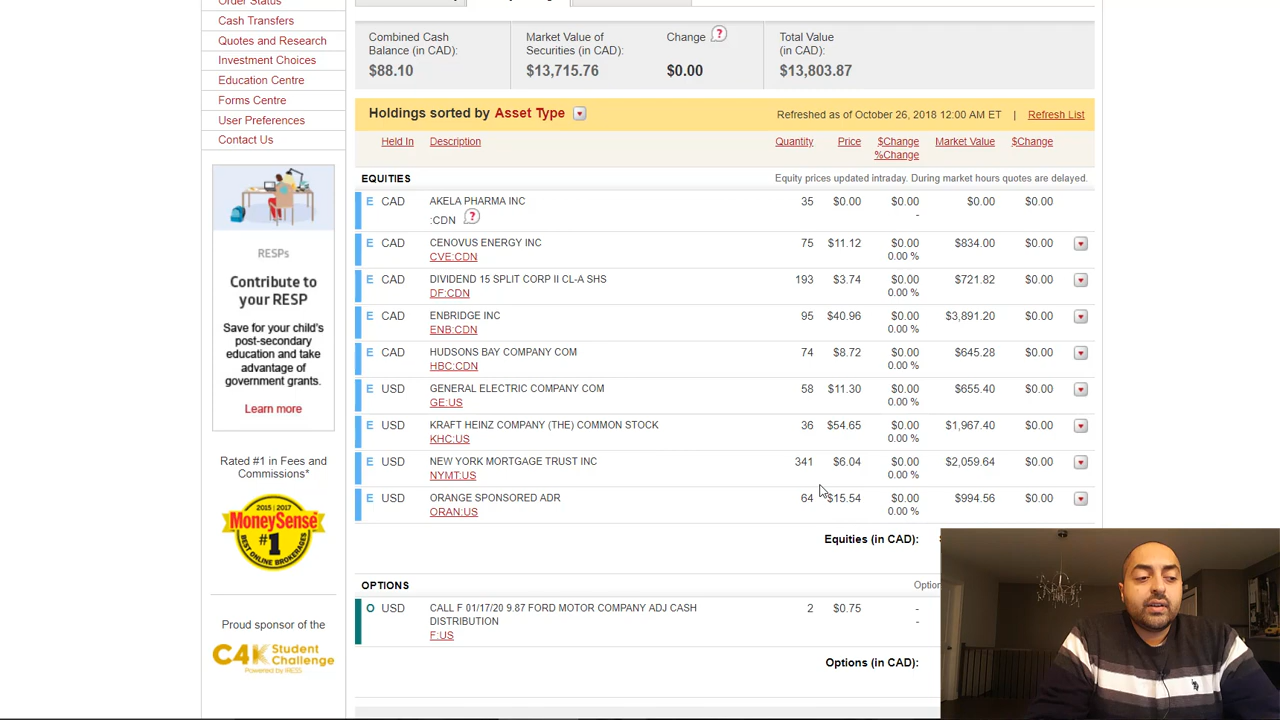 Order Status
Cash Transfers
Quotes and Research
Investment Choices
Education Centre
Forms Centre
User Preferences
Contact Us
RESPs
Contribute to
your RESP
Save for your child's
post-secondary
education and take
advantage of
government grants.
Learn more
Rated #1 in Fees and
Commissions*
2015 | 2017
MoneySense
#1
BEST ONLINE BROKERAGES
Proud sponsor of the
C4K Student
Challenge
Powered by IRESS
Combined Cash
Balance (in CAD):
$88.10
Market Value of
Securities (in CAD):
$13,715.76
Change ?
$0.00
Total Value
(in CAD):
$13,803.87
Holdings sorted by Asset Type
Refreshed as of October 26, 2018 12:00 AM ET | Refresh List
Held In Description Quantity Price $Change Market Value $Change
%Change
EQUITIES Equity prices updated intraday. During market hours quotes are delayed.
E CAD AKELA PHARMA INC 35 $0.00 $0.00 $0.00 $0.00
:CDN ? -
E CAD CENOVUS ENERGY INC 75 $11.12 $0.00 $834.00 $0.00
CVE:CDN 0.00 %
E CAD DIVIDEND 15 SPLIT CORP II CL-A SHS 193 $3.74 $0.00 $721.82 $0.00
DF:CDN 0.00 %
E CAD ENBRIDGE INC 95 $40.96 $0.00 $3,891.20 $0.00
ENB:CDN 0.00 %
E CAD HUDSONS BAY COMPANY COM 74 $8.72 $0.00 $645.28 $0.00
HBC:CDN 0.00 %
E USD GENERAL ELECTRIC COMPANY COM 58 $11.30 $0.00 $655.40 $0.00
GE:US 0.00 %
E USD KRAFT HEINZ COMPANY (THE) COMMON STOCK 36 $54.65 $0.00 $1,967.40 $0.00
KHC:US 0.00 %
E USD NEW YORK MORTGAGE TRUST INC 341 $6.04 $0.00 $2,059.64 $0.00
NYMT:US 0.00 %
E USD ORANGE SPONSORED ADR 64 $15.54 $0.00 $994.56 $0.00
ORAN:US 0.00 %
Equities (in CAD):
OPTIONS Option
O USD CALL F 01/17/20 9.87 FORD MOTOR COMPANY ADJ CASH 2 $0.75 -
DISTRIBUTION -
F:US
Options (in CAD):